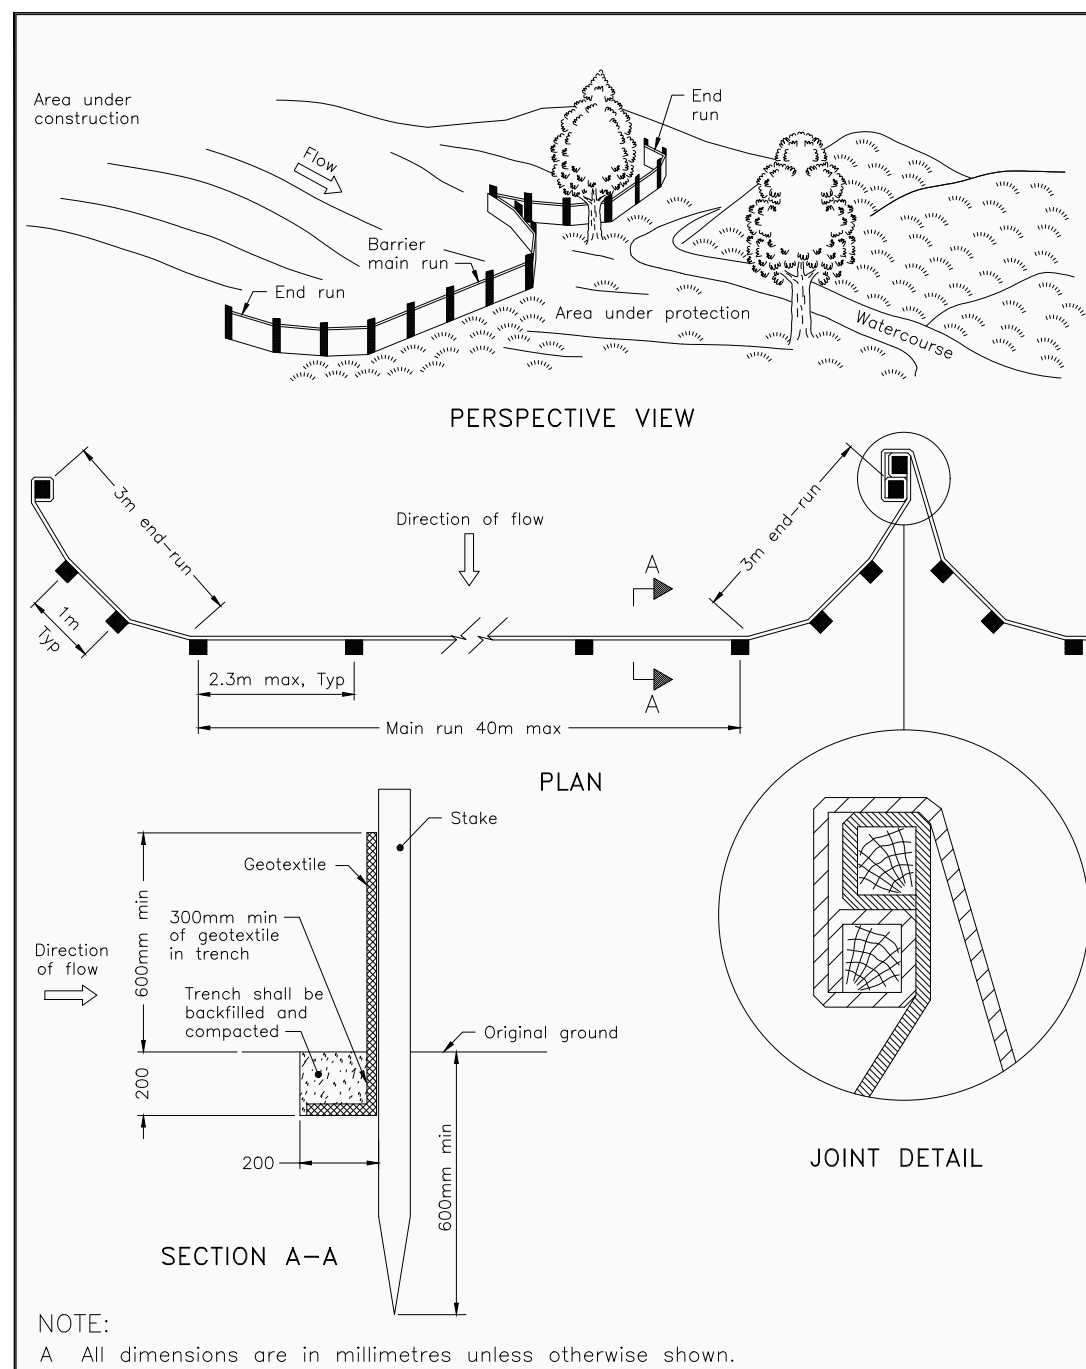 Area under
construction
Flow
End
run
Barrier
main run
End run
Area under protection
Watercourse
PERSPECTIVE VIEW
3m end-run
Direction of flow
3m end-run
1m
Typ
A
2.3m max, Typ
A
Main run 40m max
PLAN
Stake
Geotextile
600mm min
300mm min
of geotextile
in trench
Direction
of flow
Trench shall be
backfilled and
compacted
Original ground
200
200
600mm min
JOINT DETAIL
SECTION A-A
NOTE:
A All dimensions are in millimetres unless otherwise shown.